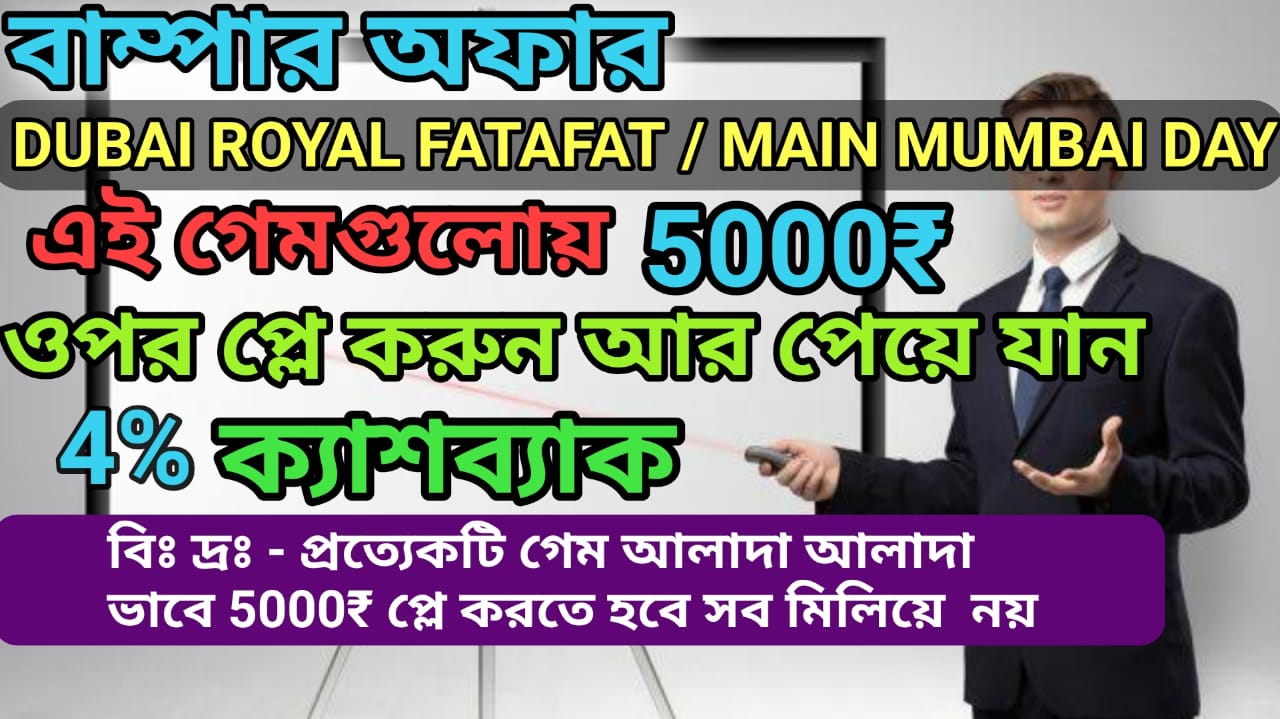 বাম্পার অফার
DUBAI ROYAL FATAFAT / MAIN MUMBAI DAY
এই গেমগুলোয় 5000₹
ওপর প্লে করুন আর পেয়ে যান
4% ক্যাশব্যাক
বিঃ দ্রঃ - প্রত্যেকটি গেম আলাদা আলাদা
ভাবে 5000₹ প্লে করতে হবে সব মিলিয়ে নয়